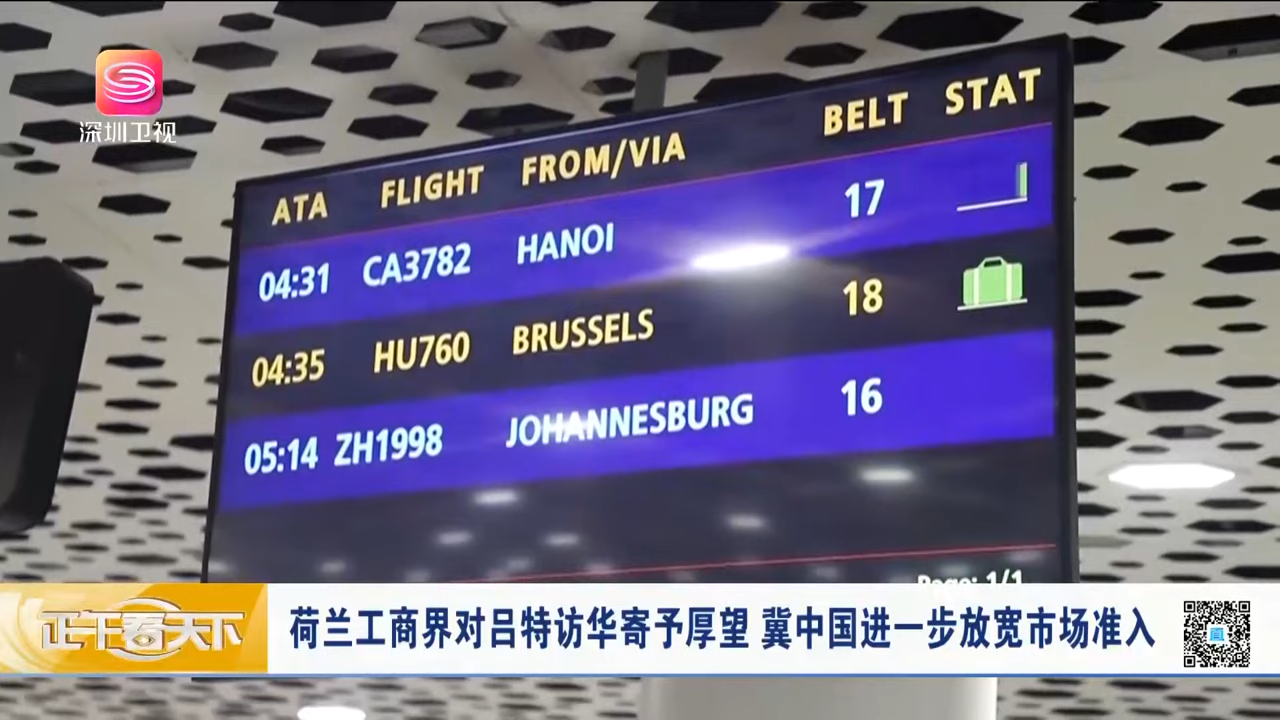 深圳卫视
ATA FLIGHT FROM/VIA BELT STAT
04:31 CA3782 HANOI 17
04:35 HU760 BRUSSELS 18
05:14 ZH1998 JOHANNESBURG 16
Page: 1/1
正午看天下
荷兰工商界对吕特访华寄予厚望 冀中国进一步放宽市场准入